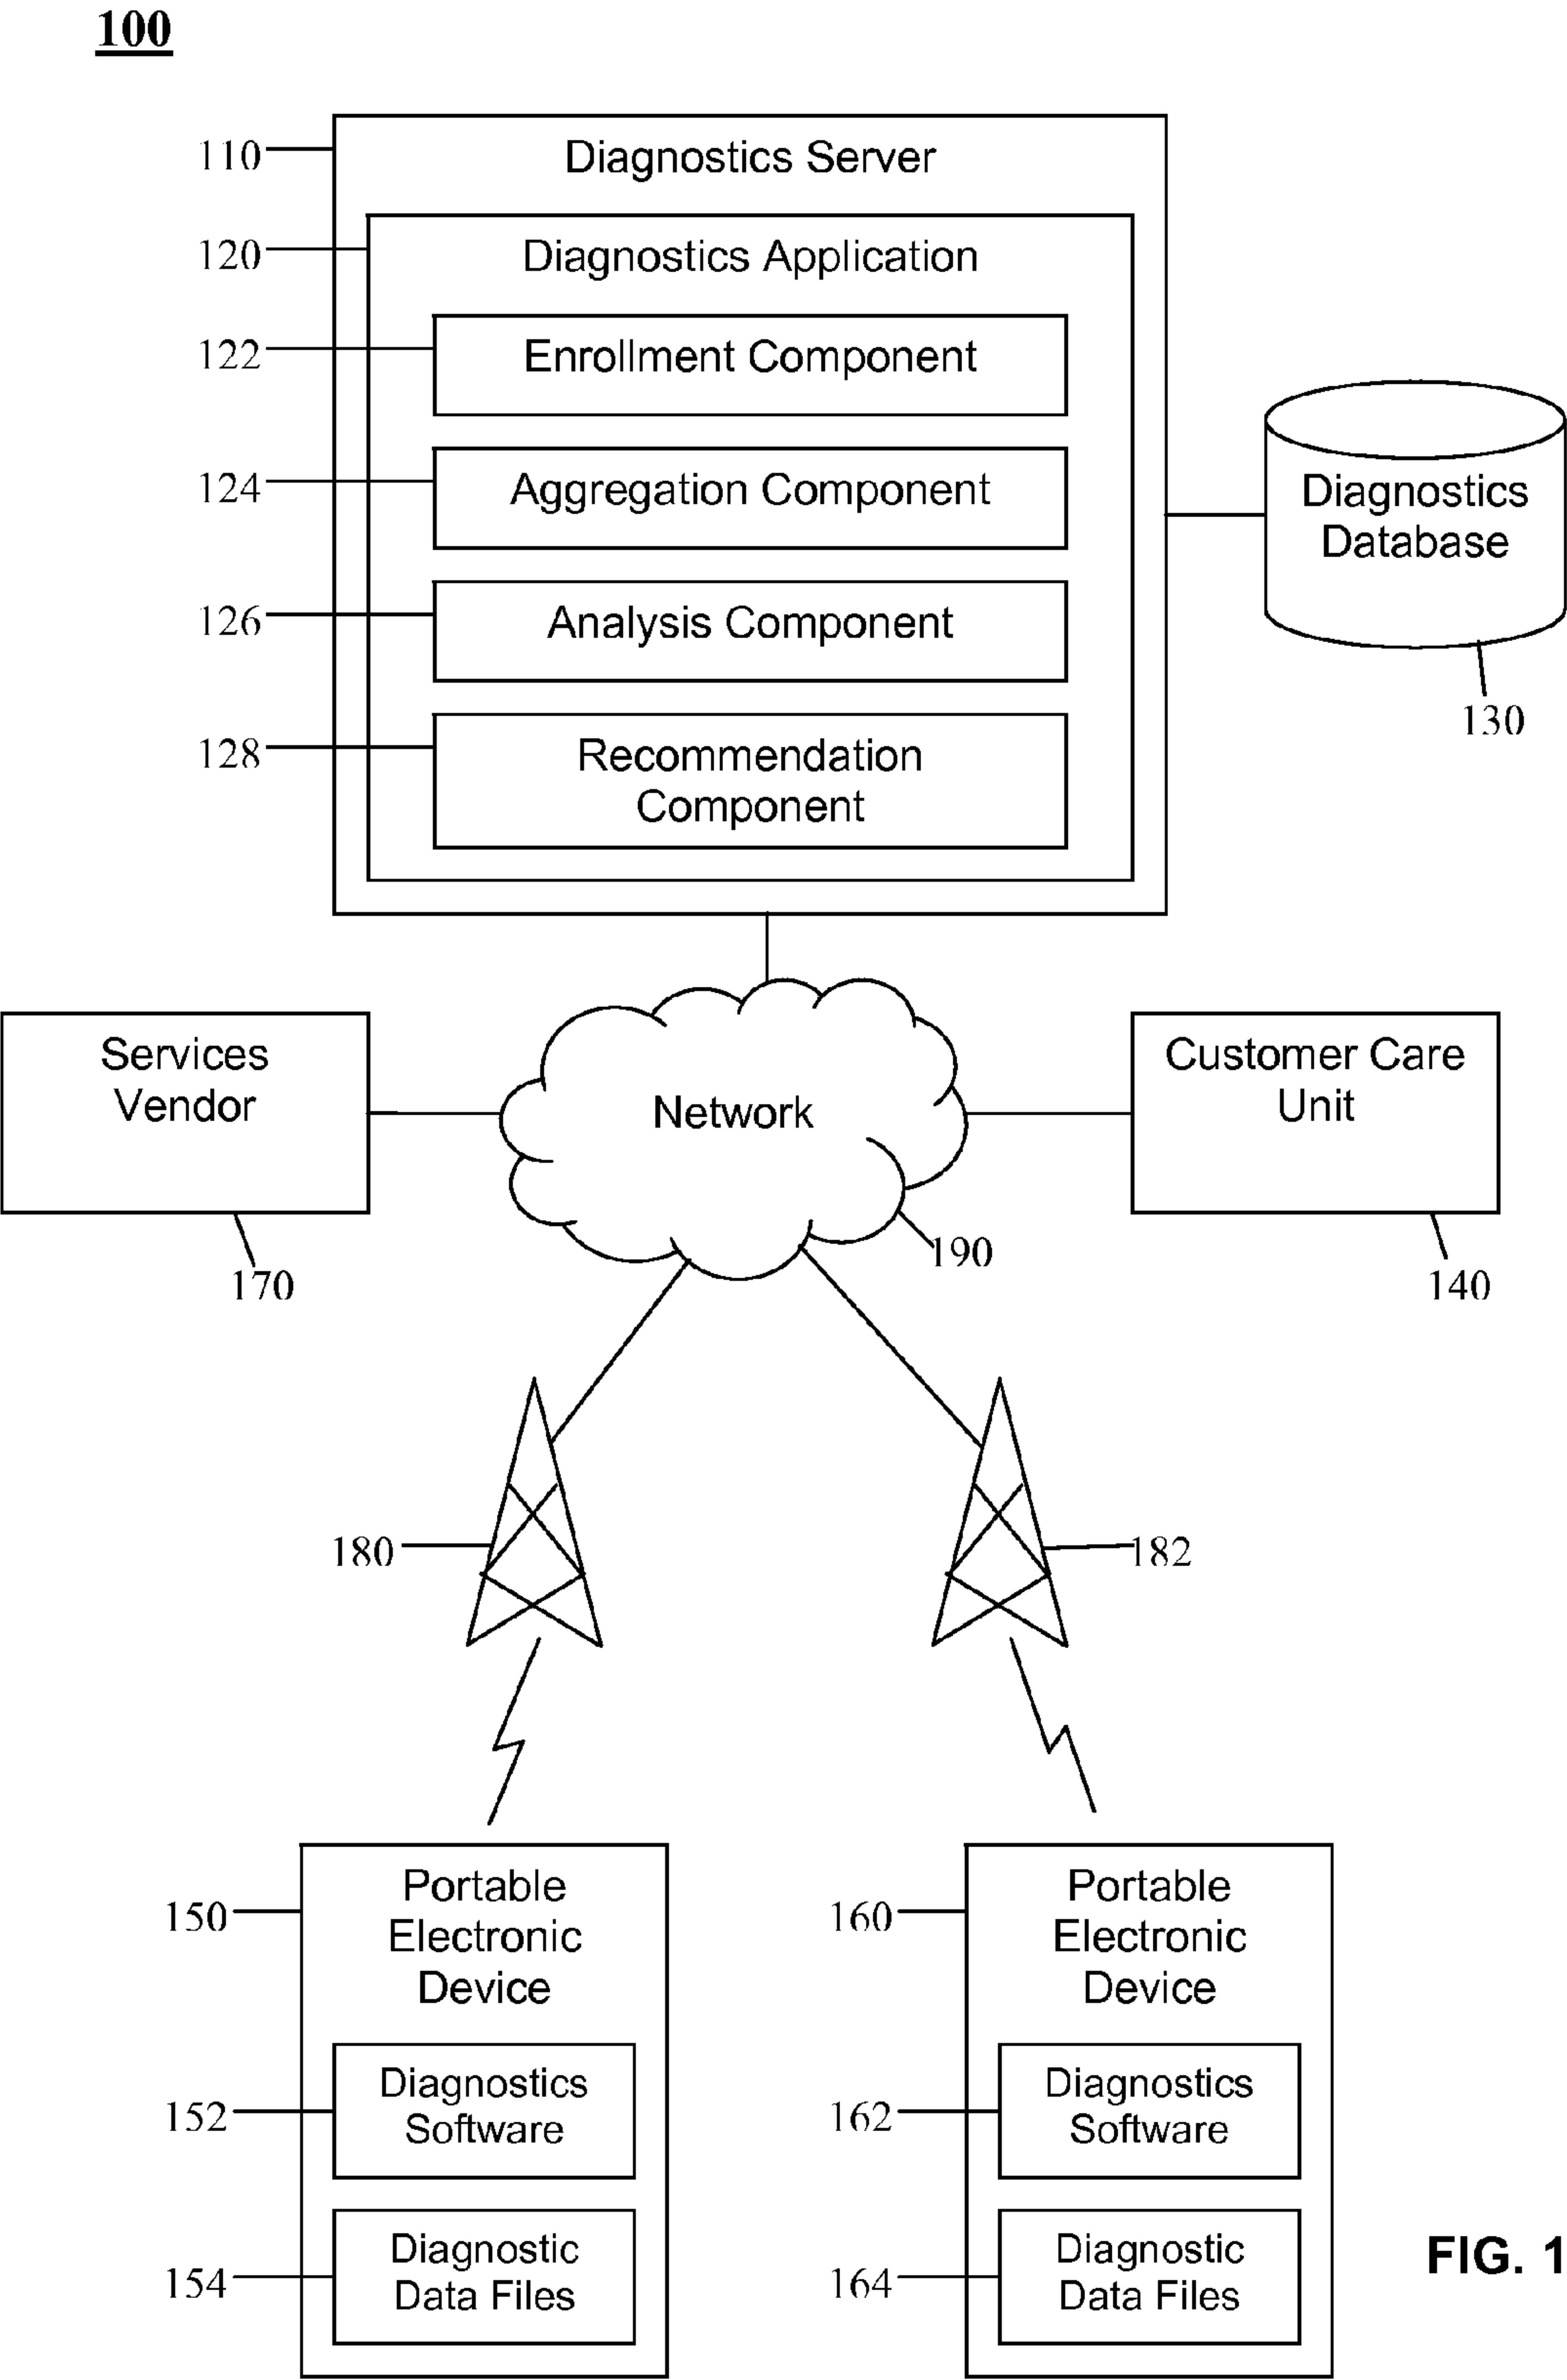 100
110
Diagnostics Server
120
Diagnostics Application
122
Enrollment Component
124
Aggregation Component
126
Analysis Component
128
Recommendation
Component
Diagnostics
Database
130
Services
Vendor
170
Network
190
Customer Care
Unit
140
180
182
150
Portable
Electronic
Device
152
Diagnostics
Software
154
Diagnostic
Data Files
160
Portable
Electronic
Device
162
Diagnostics
Software
164
Diagnostic
Data Files
FIG. 1